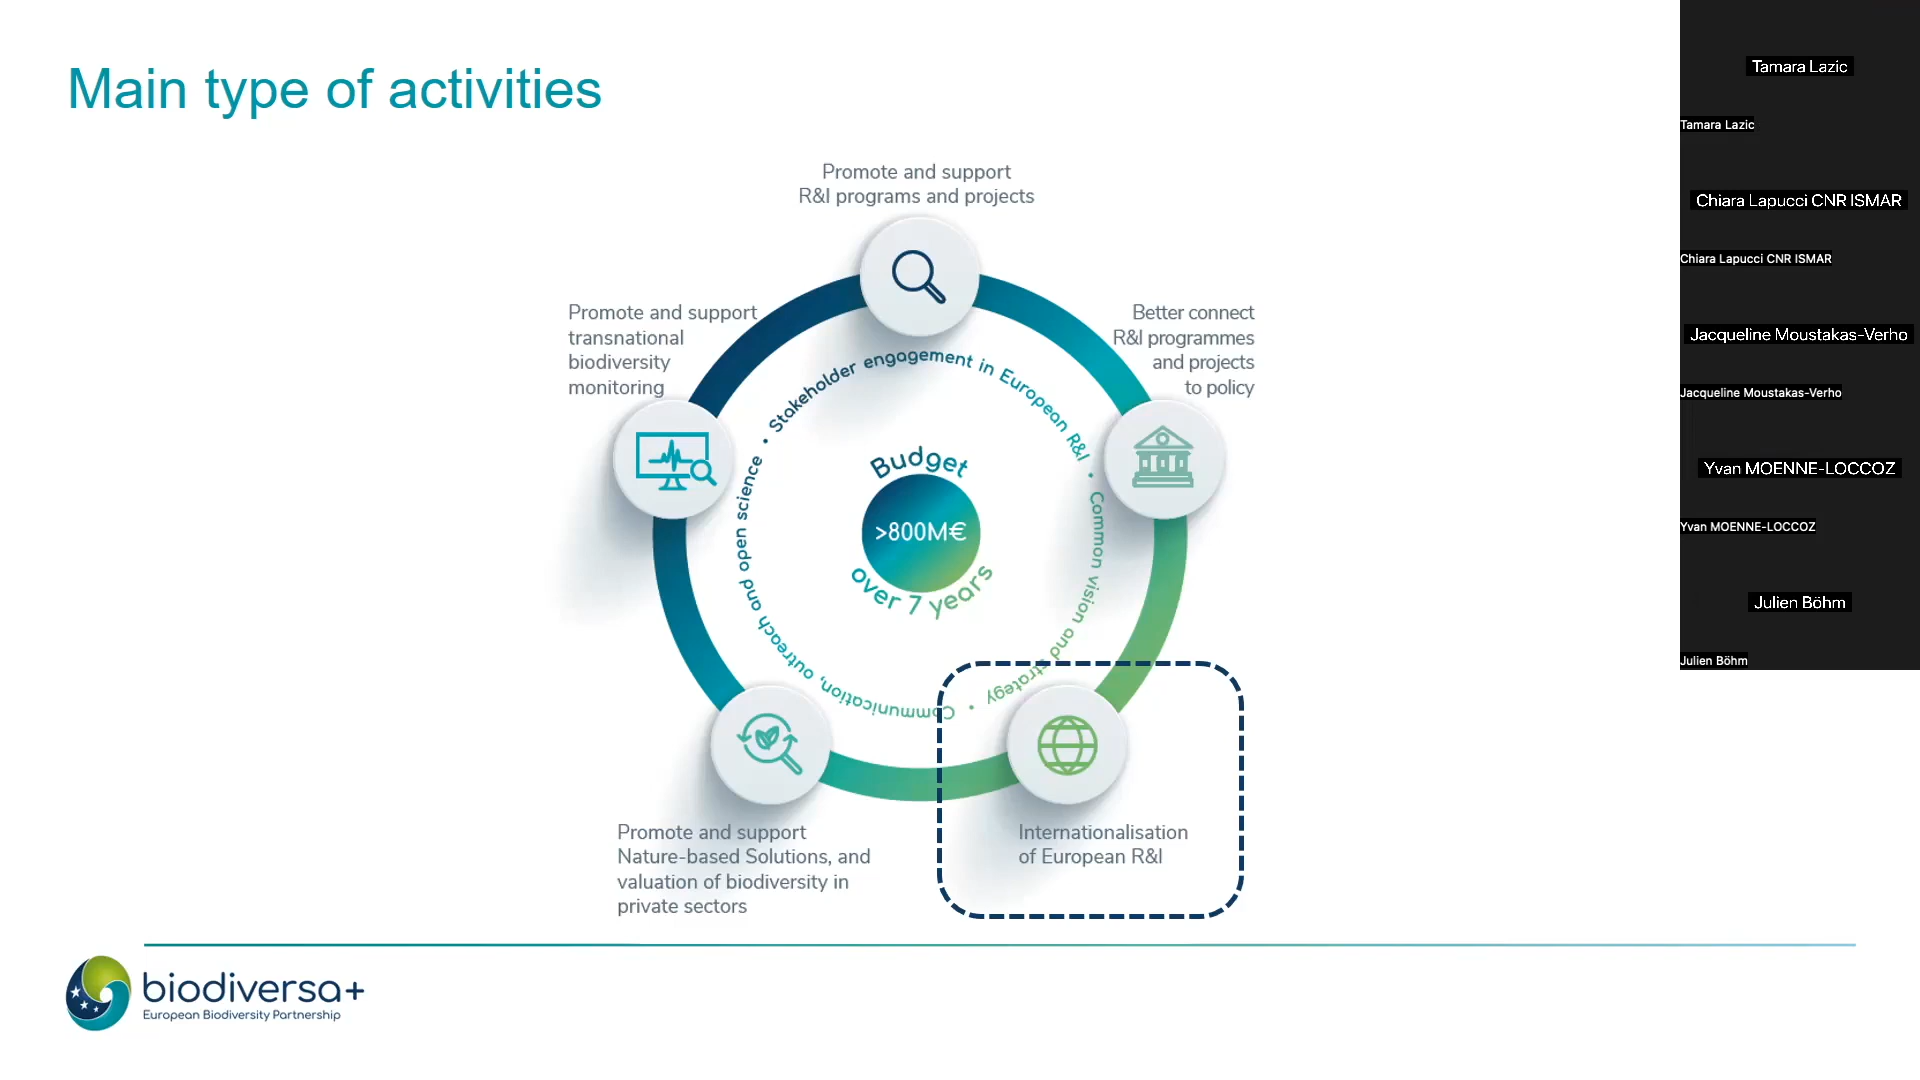 Main type of activities
Promote and support
R&I programs and projects
Promote and support
transnational
biodiversity
monitoring
Better connect
R&I programmes
and projects
to policy
• Stakeholder engagement in European R&I • Common vision and strategy • Communication, outreach and open science
Budget
>800M€
over 7 years
Promote and support
Nature-based Solutions, and
valuation of biodiversity in
private sectors
Internationalisation
of European R&I
biodiversa+
European Biodiversity Partnership
Tamara Lazic
Tamara Lazic
Chiara Lapucci CNR ISMAR
Chiara Lapucci CNR ISMAR
Jacqueline Moustakas-Verho
Jacqueline Moustakas-Verho
Yvan MOENNE-LOCCOZ
Yvan MOENNE-LOCCOZ
Julien Böhm
Julien Böhm